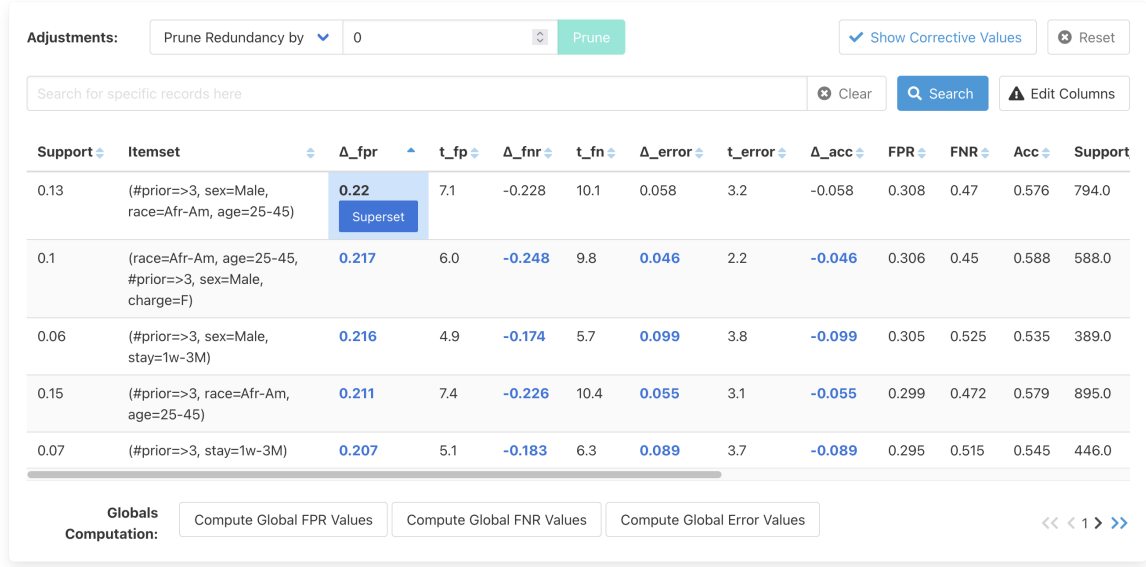 Adjustments: Prune Redundancy by 0 Prune Show Corrective Values Reset
Search for specific records here Clear Search Edit Columns
Support Itemset Δ_fpr t_fp Δ_fnr t_fn Δ_error t_error Δ_acc FPR FNR Acc Support
0.13 (#prior=>3, sex=Male, 0.22 7.1 -0.228 10.1 0.058 3.2 -0.058 0.308 0.47 0.576 794.0
race=Afr-Am, age=25-45) Superset
0.1 (race=Afr-Am, age=25-45, 0.217 6.0 -0.248 9.8 0.046 2.2 -0.046 0.306 0.45 0.588 588.0
#prior=>3, sex=Male,
charge=F)
0.06 (#prior=>3, sex=Male, 0.216 4.9 -0.174 5.7 0.099 3.8 -0.099 0.305 0.525 0.535 389.0
stay=1w-3M)
0.15 (#prior=>3, race=Afr-Am, 0.211 7.4 -0.226 10.4 0.055 3.1 -0.055 0.299 0.472 0.579 895.0
age=25-45)
0.07 (#prior=>3, stay=1w-3M) 0.207 5.1 -0.183 6.3 0.089 3.7 -0.089 0.295 0.515 0.545 446.0
Globals
Computation: Compute Global FPR Values Compute Global FNR Values Compute Global Error Values 1